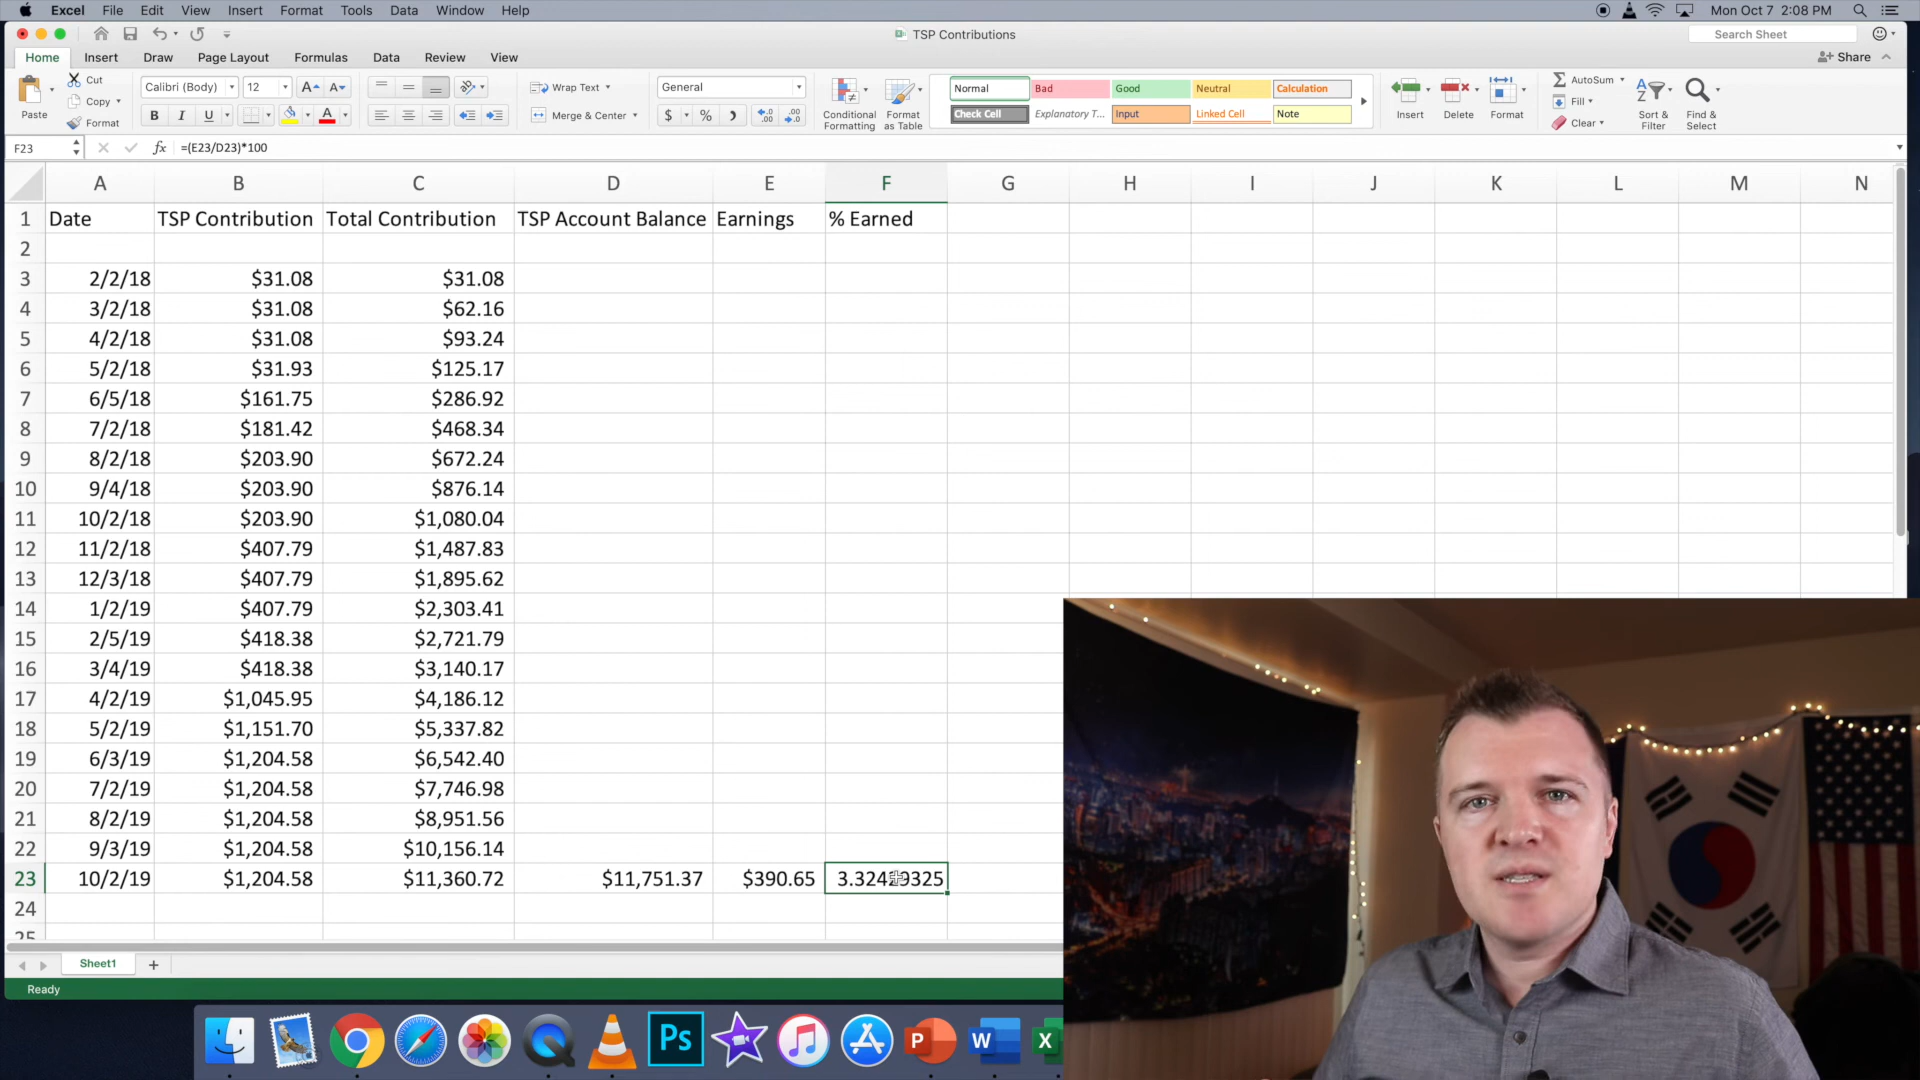 Excel File Edit View Insert Format Tools Data Window Help Mon Oct 7 2:08 PM
TSP Contributions Search Sheet
Home Insert Draw Page Layout Formulas Data Review View Share
Cut Calibri (Body) 12 Wrap Text General Normal Bad Good Neutral Calculation AutoSum
Copy Fill
Paste Format B I U Merge & Center $ % Conditional Formatting Format as Table Check Cell Explanatory T... Input Linked Cell Note Insert Delete Format Clear Sort & Filter Find & Select
F23 fx =(E23/D23)*100
A B C D E F G H I J K L M N
1 Date TSP Contribution Total Contribution TSP Account Balance Earnings % Earned
2
3 2/2/18 $31.08 $31.08
4 3/2/18 $31.08 $62.16
5 4/2/18 $31.08 $93.24
6 5/2/18 $31.93 $125.17
7 6/5/18 $161.75 $286.92
8 7/2/18 $181.42 $468.34
9 8/2/18 $203.90 $672.24
10 9/4/18 $203.90 $876.14
11 10/2/18 $203.90 $1,080.04
12 11/2/18 $407.79 $1,487.83
13 12/3/18 $407.79 $1,895.62
14 1/2/19 $407.79 $2,303.41
15 2/5/19 $418.38 $2,721.79
16 3/4/19 $418.38 $3,140.17
17 4/2/19 $1,045.95 $4,186.12
18 5/2/19 $1,151.70 $5,337.82
19 6/3/19 $1,204.58 $6,542.40
20 7/2/19 $1,204.58 $7,746.98
21 8/2/19 $1,204.58 $8,951.56
22 9/3/19 $1,204.58 $10,156.14
23 10/2/19 $1,204.58 $11,360.72 $11,751.37 $390.65
24
25
Sheet1 +
Ready
Ps P W X